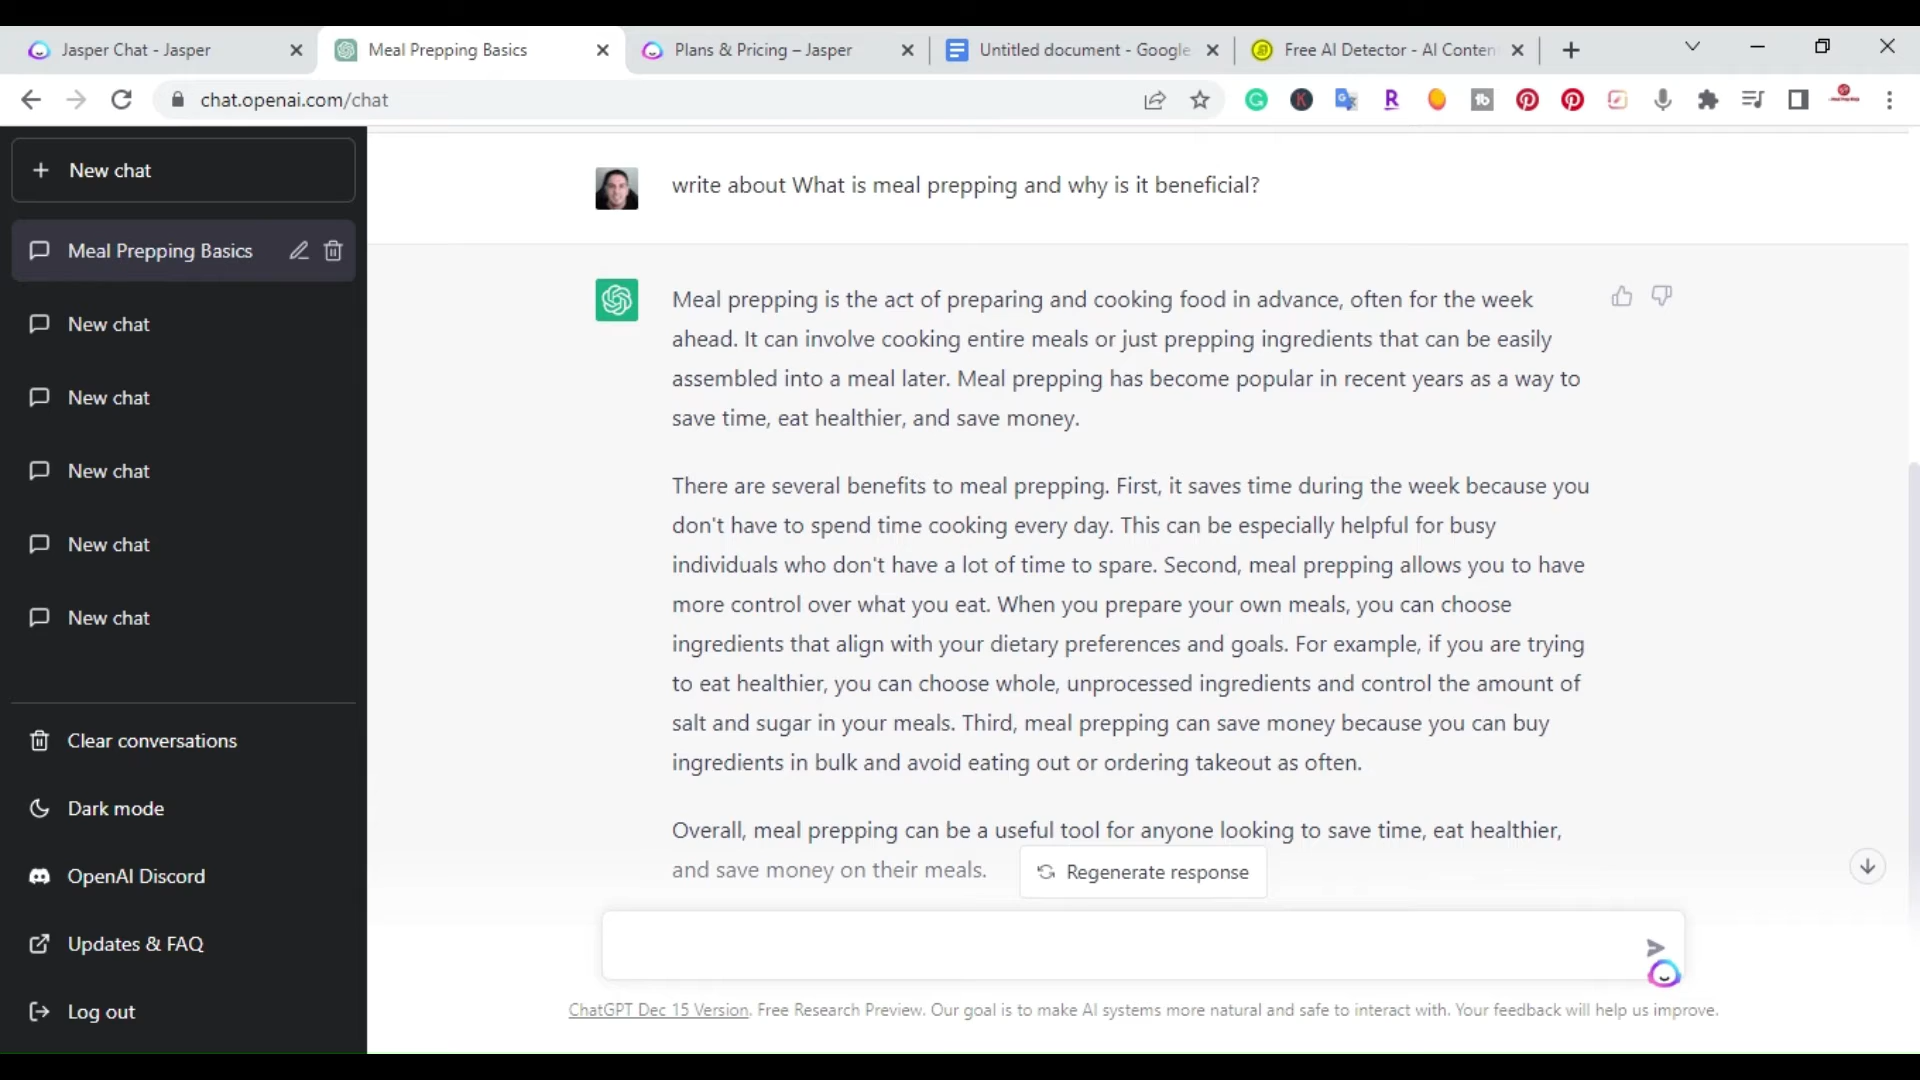 Jasper Chat - Jasper
Meal Prepping Basics
Plans & Pricing – Jasper
Untitled document - Google
Free AI Detector - AI Conten
chat.openai.com/chat
New chat
Meal Prepping Basics
New chat
New chat
New chat
New chat
New chat
Clear conversations
Dark mode
OpenAI Discord
Updates & FAQ
Log out
write about What is meal prepping and why is it beneficial?
Meal prepping is the act of preparing and cooking food in advance, often for the week
ahead. It can involve cooking entire meals or just prepping ingredients that can be easily
assembled into a meal later. Meal prepping has become popular in recent years as a way to
save time, eat healthier, and save money.
There are several benefits to meal prepping. First, it saves time during the week because you
don't have to spend time cooking every day. This can be especially helpful for busy
individuals who don't have a lot of time to spare. Second, meal prepping allows you to have
more control over what you eat. When you prepare your own meals, you can choose
ingredients that align with your dietary preferences and goals. For example, if you are trying
to eat healthier, you can choose whole, unprocessed ingredients and control the amount of
salt and sugar in your meals. Third, meal prepping can save money because you can buy
ingredients in bulk and avoid eating out or ordering takeout as often.
Overall, meal prepping can be a useful tool for anyone looking to save time, eat healthier,
and save money on their meals.
Regenerate response
ChatGPT Dec 15 Version. Free Research Preview. Our goal is to make AI systems more natural and safe to interact with. Your feedback will help us improve.